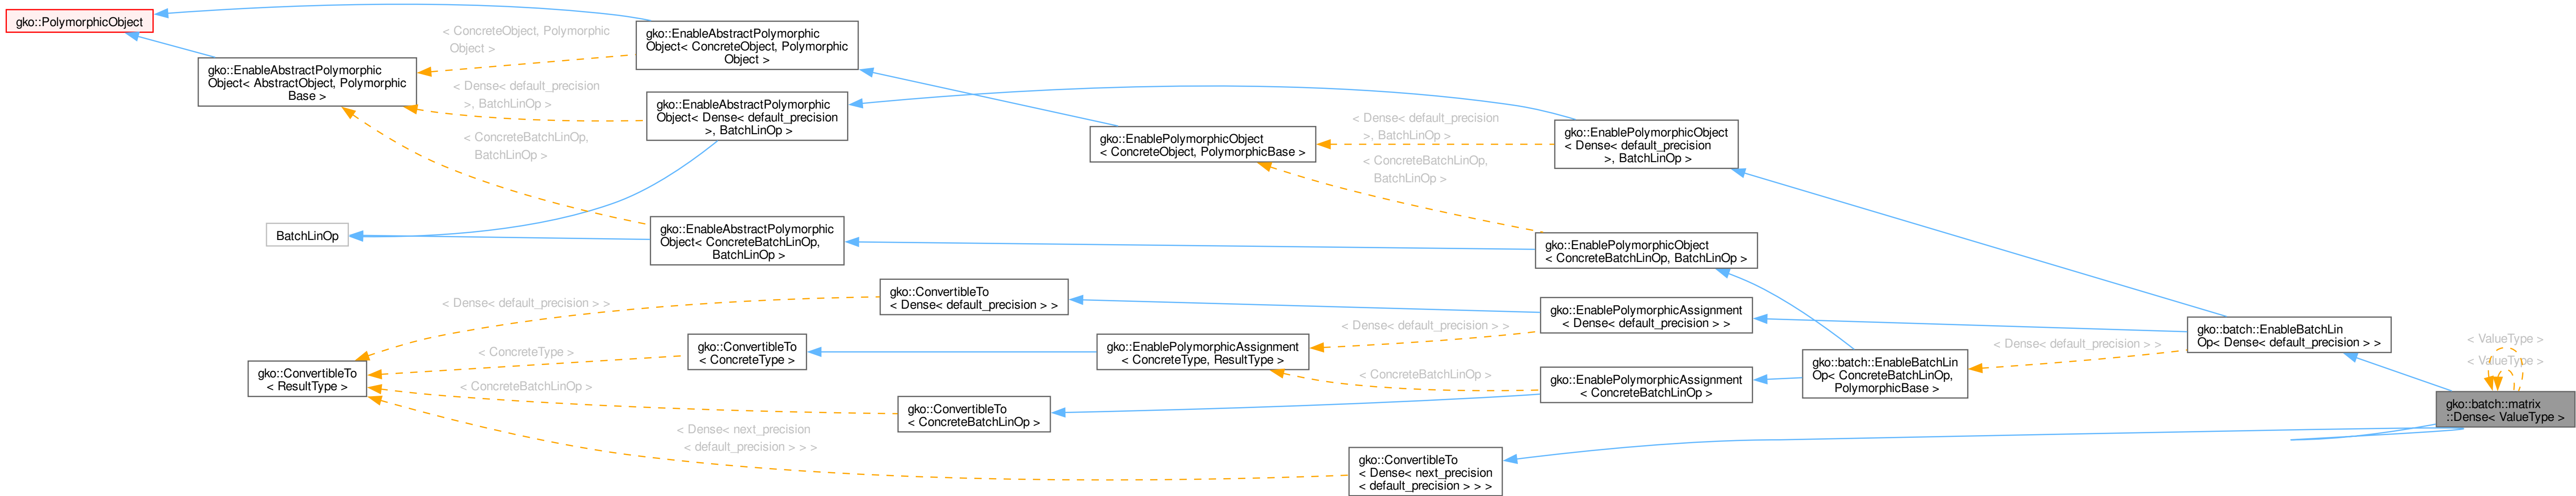 gko::PolymorphicObject
gko::EnableAbstractPolymorphic
Object< AbstractObject, Polymorphic
Base >
< ConcreteObject, Polymorphic
Object >
< Dense< default_precision
>, BatchLinOp >
< ConcreteBatchLinOp,
BatchLinOp >
gko::EnableAbstractPolymorphic
Object< ConcreteObject, Polymorphic
Object >
gko::EnableAbstractPolymorphic
Object< Dense< default_precision
>, BatchLinOp >
BatchLinOp
gko::EnableAbstractPolymorphic
Object< ConcreteBatchLinOp,
BatchLinOp >
gko::EnablePolymorphicObject
< ConcreteObject, PolymorphicBase >
< Dense< default_precision
>, BatchLinOp >
< ConcreteBatchLinOp,
BatchLinOp >
gko::EnablePolymorphicObject
< Dense< default_precision
>, BatchLinOp >
gko::EnablePolymorphicObject
< ConcreteBatchLinOp, BatchLinOp >
gko::ConvertibleTo
< ResultType >
< Dense< default_precision > >
< ConcreteType >
< ConcreteBatchLinOp >
< Dense< next_precision
< default_precision > > >
gko::ConvertibleTo
< Dense< default_precision > >
gko::ConvertibleTo
< ConcreteType >
gko::ConvertibleTo
< ConcreteBatchLinOp >
gko::EnablePolymorphicAssignment
< ConcreteType, ResultType >
< Dense< default_precision > >
< ConcreteBatchLinOp >
gko::ConvertibleTo
< Dense< next_precision
< default_precision > > >
gko::EnablePolymorphicAssignment
< Dense< default_precision > >
gko::EnablePolymorphicAssignment
< ConcreteBatchLinOp >
gko::batch::EnableBatchLin
Op< ConcreteBatchLinOp,
PolymorphicBase >
< Dense< default_precision > >
gko::batch::EnableBatchLin
Op< Dense< default_precision > >
< ValueType >
< ValueType >
gko::batch::matrix
::Dense< ValueType >